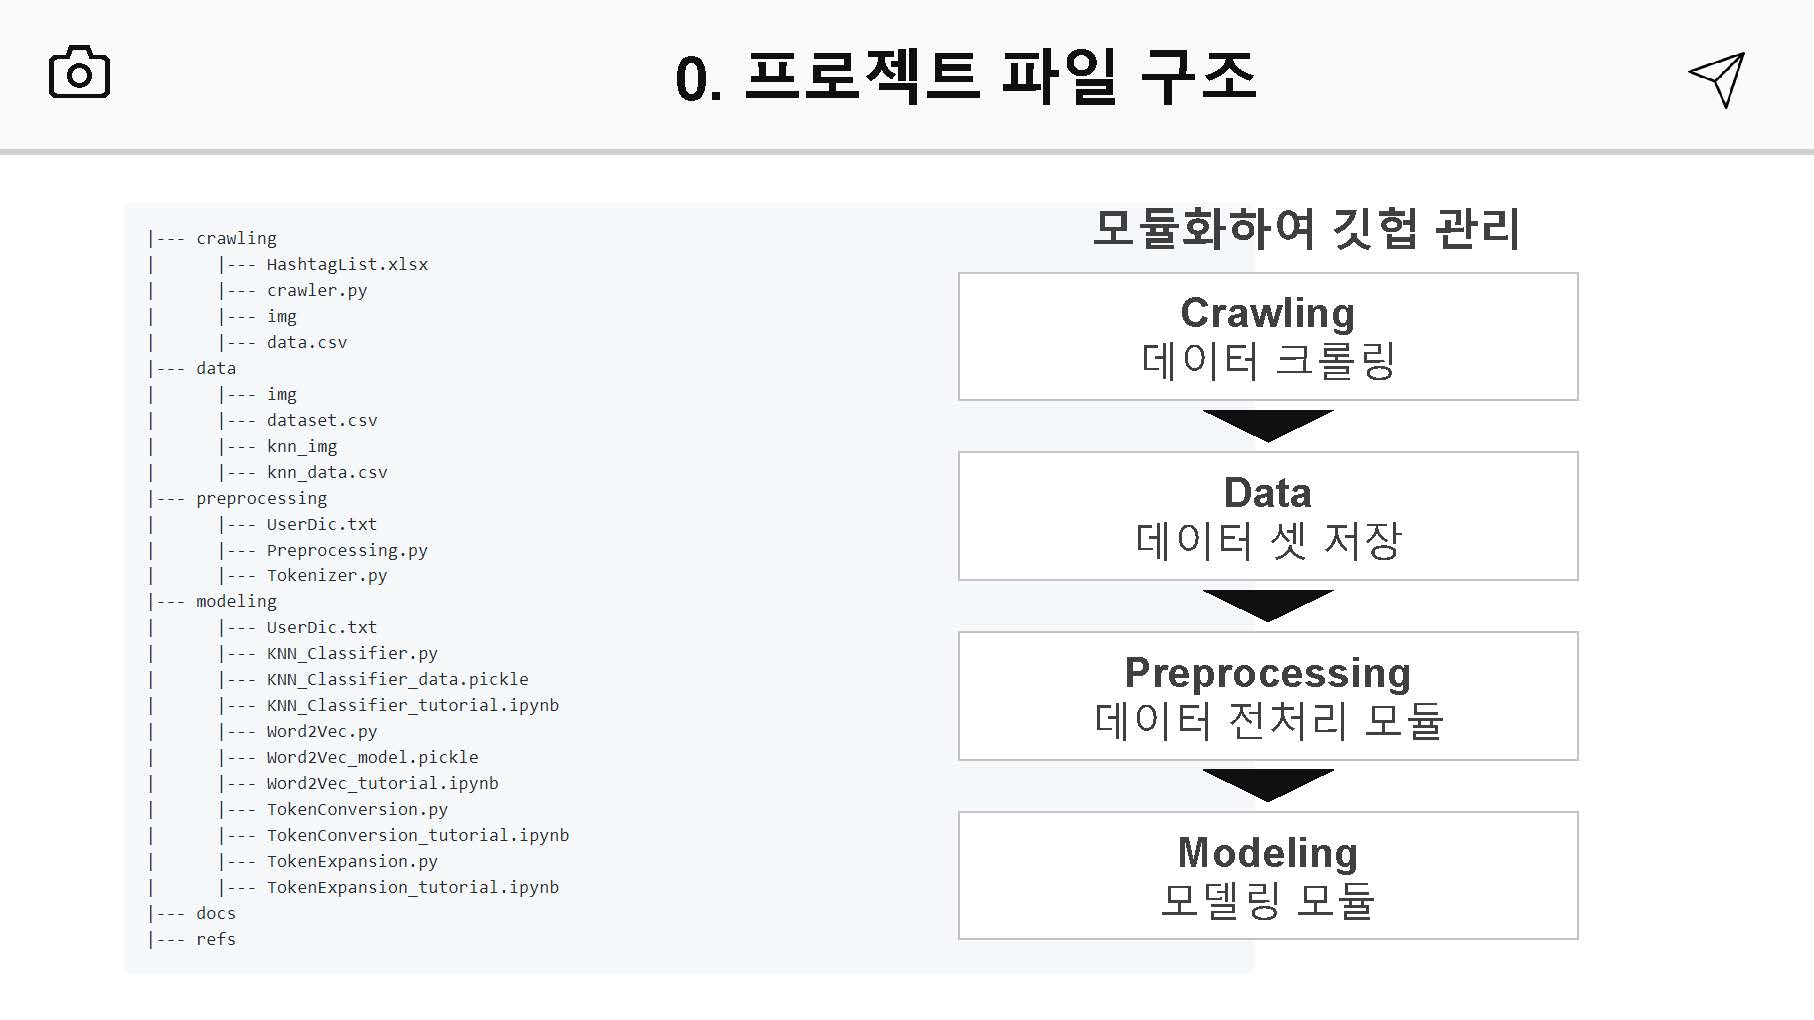 0. 프로젝트 파일 구조
|--- crawling
|      |--- HashtagList.xlsx
|      |--- crawler.py
|      |--- img
|      |--- data.csv
|--- data
|      |--- img
|      |--- dataset.csv
|      |--- knn_img
|      |--- knn_data.csv
|--- preprocessing
|      |--- UserDic.txt
|      |--- Preprocessing.py
|      |--- Tokenizer.py
|--- modeling
|      |--- UserDic.txt
|      |--- KNN_Classifier.py
|      |--- KNN_Classifier_data.pickle
|      |--- KNN_Classifier_tutorial.ipynb
|      |--- Word2Vec.py
|      |--- Word2Vec_model.pickle
|      |--- Word2Vec_tutorial.ipynb
|      |--- TokenConversion.py
|      |--- TokenConversion_tutorial.ipynb
|      |--- TokenExpansion.py
|      |--- TokenExpansion_tutorial.ipynb
|--- docs
|--- refs
모듈화하여 깃헙 관리
Crawling
데이터 크롤링
Data
데이터 셋 저장
Preprocessing
데이터 전처리 모듈
Modeling
모델링 모듈